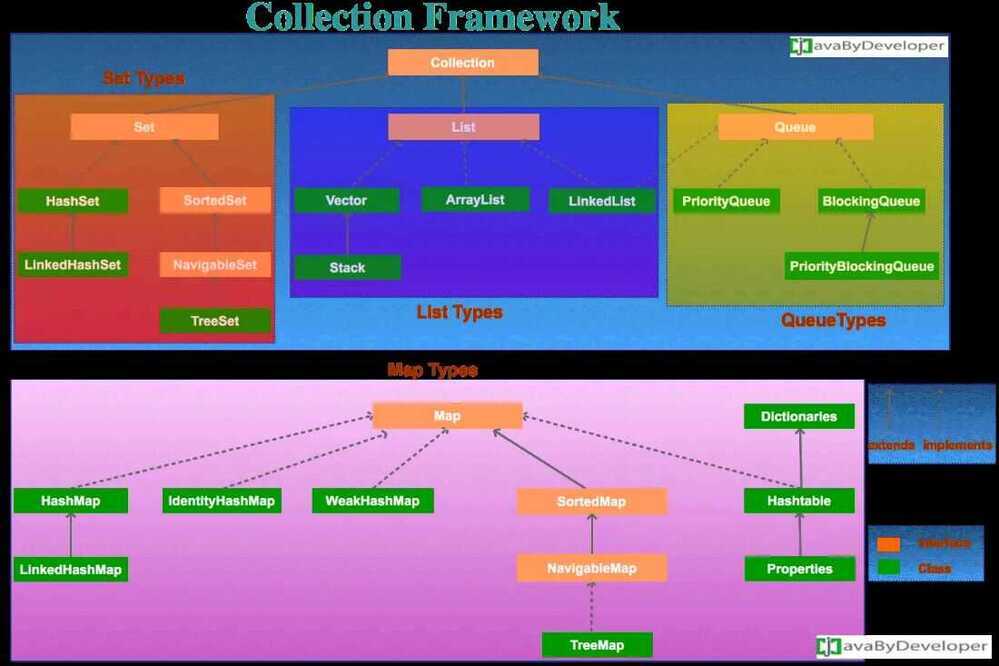 Collection Framework
JavaByDeveloper
Collection
Set Types
Set
List
Queue
HashSet
SortedSet
Vector
ArrayList
LinkedList
PriorityQueue
BlockingQueue
LinkedHashSet
NavigableSet
Stack
PriorityBlockingQueue
TreeSet
List Types
QueueTypes
Map Types
Map
Dictionaries
extends
implements
HashMap
IdentityHashMap
WeakHashMap
SortedMap
Hashtable
Interface
LinkedHashMap
NavigableMap
Properties
Class
TreeMap
JavaByDeveloper